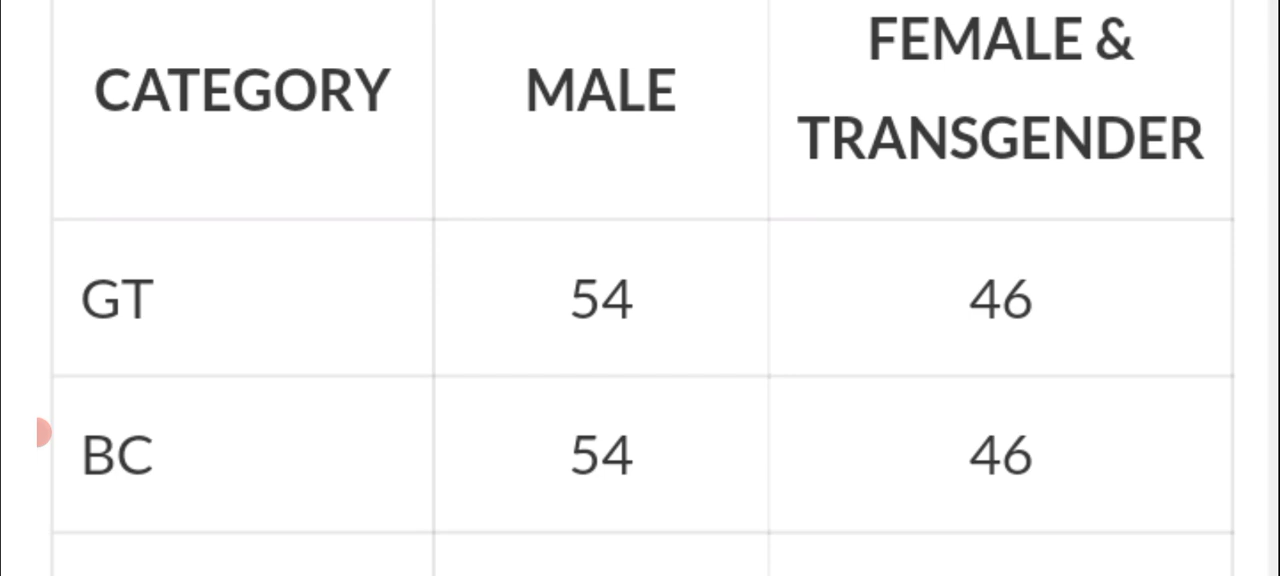 CATEGORY MALE FEMALE &
TRANSGENDER
GT 54 46
BC 54 46